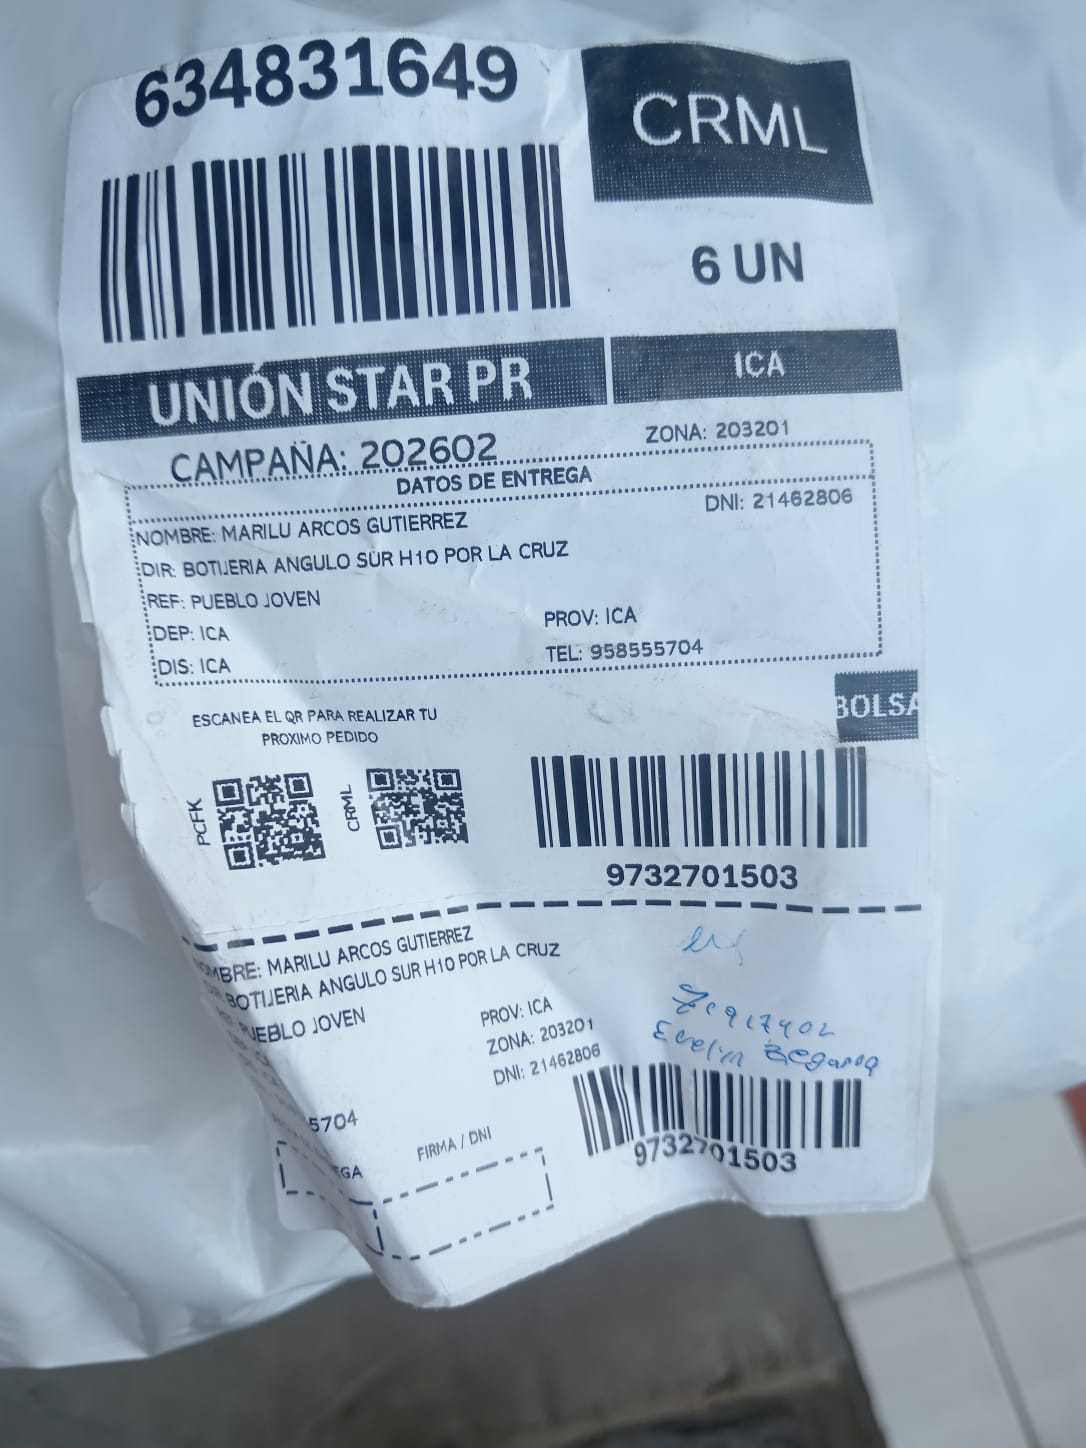 634831649
CRML
6 UN
UNIÓN STAR PR
ICA
CAMPAÑA: 202602
ZONA: 203201
DATOS DE ENTREGA
DNI: 21462806
NOMBRE: MARILU ARCOS GUTIERREZ
DIR: BOTIJERIA ANGULO SUR H10 POR LA CRUZ
REF: PUEBLO JOVEN
DEP: ICA
PROV: ICA
DIS: ICA
TEL: 958555704
BOLSA
ESCANEA EL QR PARA REALIZAR TU
PROXIMO PEDIDO
PCFK
CRML
9732701503
OMBRE: MARILU ARCOS GUTIERREZ
BOTIJERIA ANGULO SUR H10 POR LA CRUZ
PUEBLO JOVEN
PROV: ICA
ZONA: 203201
DNI: 21462806
Evelin
5704
FIRMA / DNI
EGA
9732701503